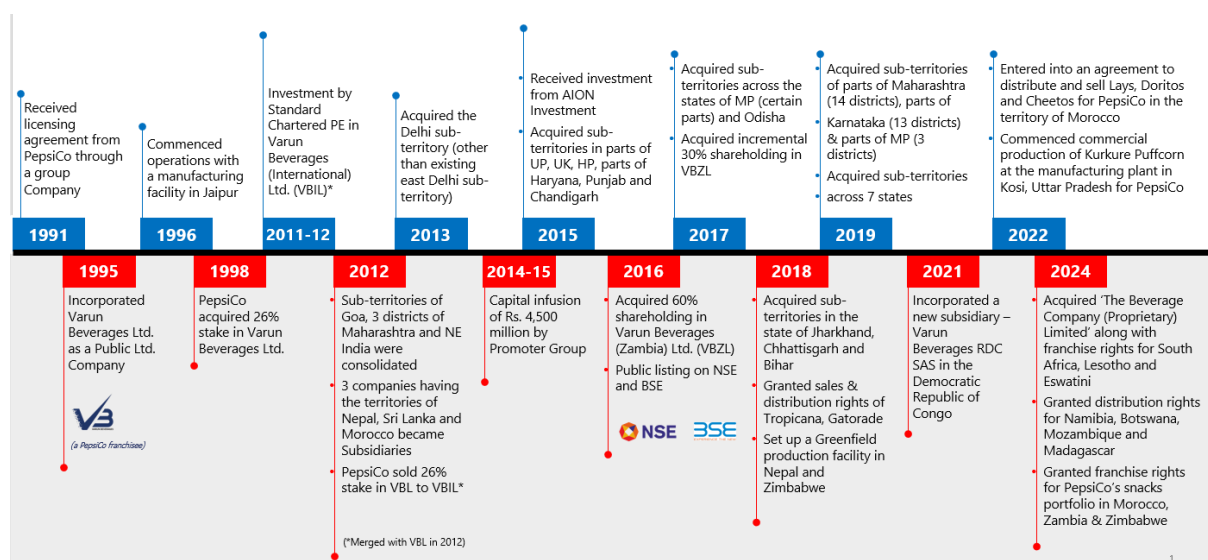 Received
licensing
agreement from
PepsiCo through
a group
Company
1991
Commenced
operations with
a manufacturing
facility in Jaipur
1996
Investment by
Standard
Chartered PE in
Varun
Beverages
(International)
Ltd. (VBIL)*
2011-12
Acquired the
Delhi sub-
territory (other
than existing
east Delhi sub-
territory)
2013
• Received investment
from AION
Investment
• Acquired sub-
territories in parts of
UP, UK, HP, parts of
Haryana, Punjab and
Chandigarh
2015
• Acquired sub-
territories across the
states of MP (certain
parts) and Odisha
• Acquired incremental
30% shareholding in
VBZL
2017
• Acquired sub-territories
of parts of Maharashtra
(14 districts), parts of
• Karnataka (13 districts)
& parts of MP (3
districts)
• Acquired sub-territories
• across 7 states
2019
• Entered into an agreement to
distribute and sell Lays, Doritos
and Cheetos for PepsiCo in the
territory of Morocco
• Commenced commercial
production of Kurkure Puffcorn
at the manufacturing plant in
Kosi, Uttar Pradesh for PepsiCo
2022
1995
Incorporated
Varun
Beverages Ltd.
as a Public Ltd.
Company
VB
(a PepsiCo franchisee)
1998
PepsiCo
acquired 26%
stake in Varun
Beverages Ltd.
2012
• Sub-territories of
Goa, 3 districts of
Maharashtra and NE
India were
consolidated
• 3 companies having
the territories of
Nepal, Sri Lanka and
Morocco became
Subsidiaries
• PepsiCo sold 26%
stake in VBL to VBIL*
(*Merged with VBL in 2012)
2014-15
Capital infusion
of Rs. 4,500
million by
Promoter Group
2016
• Acquired 60%
shareholding in
Varun Beverages
(Zambia) Ltd. (VBZL)
• Public listing on NSE
and BSE
NSE
BSE
2018
• Acquired sub-
territories in the
state of Jharkhand,
Chhattisgarh and
Bihar
• Granted sales &
distribution rights of
Tropicana, Gatorade
• Set up a Greenfield
production facility in
Nepal and
Zimbabwe
2021
Incorporated a
new subsidiary –
Varun
Beverages RDC
SAS in the
Democratic
Republic of
Congo
2024
• Acquired ‘The Beverage
Company (Proprietary)
Limited’ along with
franchise rights for South
Africa, Lesotho and
Eswatini
• Granted distribution rights
for Namibia, Botswana,
Mozambique and
Madagascar
• Granted franchise rights
for PepsiCo’s snacks
portfolio in Morocco,
Zambia & Zimbabwe